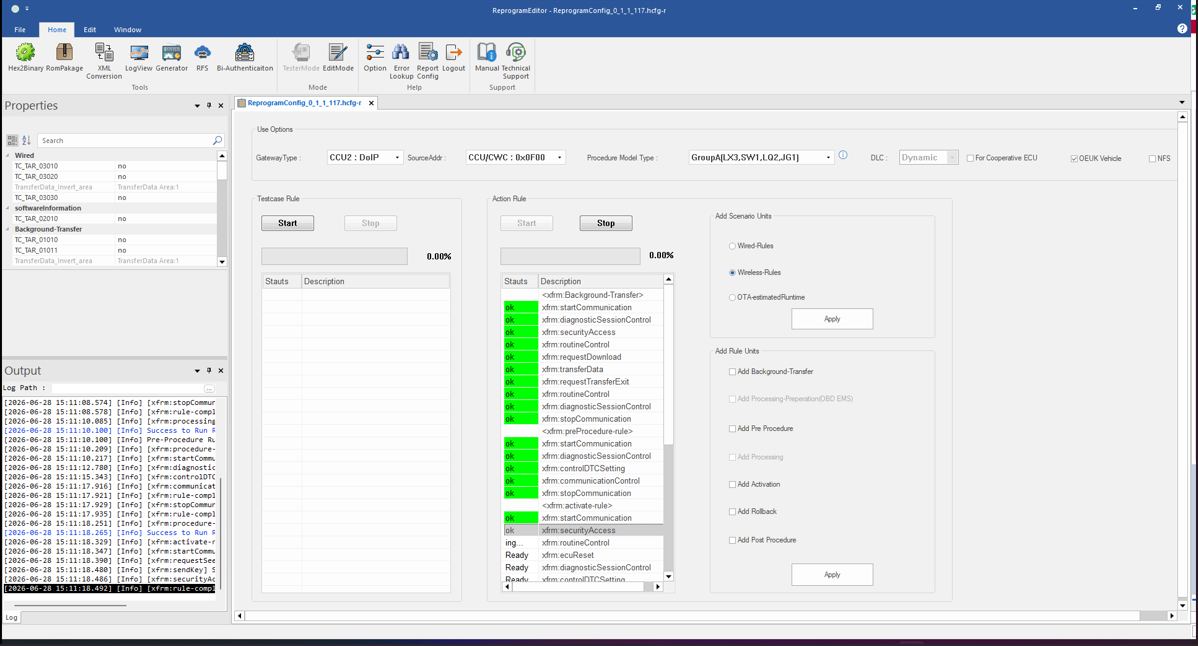 ReprogramEditor - ReprogramConfig_0_1_1_117.hcfg-r
File Home Edit Window
Hex2Binary RomPakage XML Conversion LogView Generator RFS Bi-Authenticaiton TesterMode EditMode Option Error Lookup Report Config Logout Manual Technical Support
Tools Mode Help Support
Properties
Search
Wired
TC_TAR_03010 no
TC_TAR_03020 no
TransferData_Invert_area TransferData Area:1
TC_TAR_03030 no
softwareInformation
TC_TAR_02010 no
Background-Transfer
TC_TAR_01010 no
TC_TAR_01011 no
TransferData_Invert_area TransferData Area:1
Output
Log Path :
...
[2026-06-28 15:11:08.574] [Info] [xfrm:stopCommun
[2026-06-28 15:11:08.578] [Info] [xfrm:rule-compl
[2026-06-28 15:11:10.085] [Info] [xfrm:processing
[2026-06-28 15:11:10.100] [Info] Success to Run R
[2026-06-28 15:11:10.100] [Info] Pre-Procedure Ru
[2026-06-28 15:11:10.209] [Info] [xfrm:procedure-
[2026-06-28 15:11:10.217] [Info] [xfrm:startCommu
[2026-06-28 15:11:12.780] [Info] [xfrm:diagnostic
[2026-06-28 15:11:15.343] [Info] [xfrm:controlDTC
[2026-06-28 15:11:17.916] [Info] [xfrm:communicat
[2026-06-28 15:11:17.921] [Info] [xfrm:rule-compl
[2026-06-28 15:11:17.929] [Info] [xfrm:stopCommun
[2026-06-28 15:11:17.935] [Info] [xfrm:rule-compl
[2026-06-28 15:11:18.251] [Info] [xfrm:procedure-
[2026-06-28 15:11:18.265] [Info] Success to Run R
[2026-06-28 15:11:18.329] [Info] [xfrm:activate-r
[2026-06-28 15:11:18.347] [Info] [xfrm:startCommu
[2026-06-28 15:11:18.390] [Info] [xfrm:requestSee
[2026-06-28 15:11:18.480] [Info] [xfrm:sendKey] S
[2026-06-28 15:11:18.486] [Info] [xfrm:securityAc
[2026-06-28 15:11:18.492] [Info] [xfrm:rule-compl
Log
ReprogramConfig_0_1_1_117.hcfg-r
Use Options
GatewayType : CCU2 : DoIP SourceAddr : CCU/CWC : 0x0F00 Procedure Model Type : GroupA[LX3,SW1,LQ2,JG1] DLC : Dynamic For Cooperative ECU OEUK Vehicle NFS
Testcase Rule
Start Stop
0.00%
Stauts Description
Action Rule
Start Stop
0.00%
Stauts Description
<xfrm:Background-Transfer>
ok xfrm:startCommunication
ok xfrm:diagnosticSessionControl
ok xfrm:securityAccess
ok xfrm:routineControl
ok xfrm:requestDownload
ok xfrm:transferData
ok xfrm:requestTransferExit
ok xfrm:routineControl
ok xfrm:diagnosticSessionControl
ok xfrm:stopCommunication
<xfrm:preProcedure-rule>
ok xfrm:startCommunication
ok xfrm:diagnosticSessionControl
ok xfrm:controlDTCSetting
ok xfrm:communicationControl
ok xfrm:stopCommunication
<xfrm:activate-rule>
ok xfrm:startCommunication
ok xfrm:securityAccess
ing... xfrm:routineControl
Ready xfrm:ecuReset
Ready xfrm:diagnosticSessionControl
Ready xfrm:controlDTCSetting
Add Scenario Units
Wired-Rules
Wireless-Rules
OTA-estimatedRuntime
Apply
Add Rule Units
Add Background-Transfer
Add Processing-Preperation(OBD EMS)
Add Pre Procedure
Add Processing
Add Activation
Add Rollback
Add Post Procedure
Apply